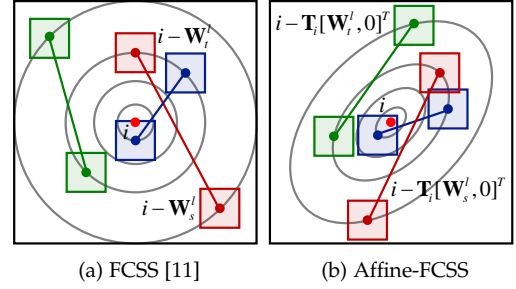 i − W_t^l
i
i − W_s^l
(a) FCSS [11]
i − T_i[W_t^l, 0]^T
i
i − T_i[W_s^l, 0]^T
(b) Affine-FCSS